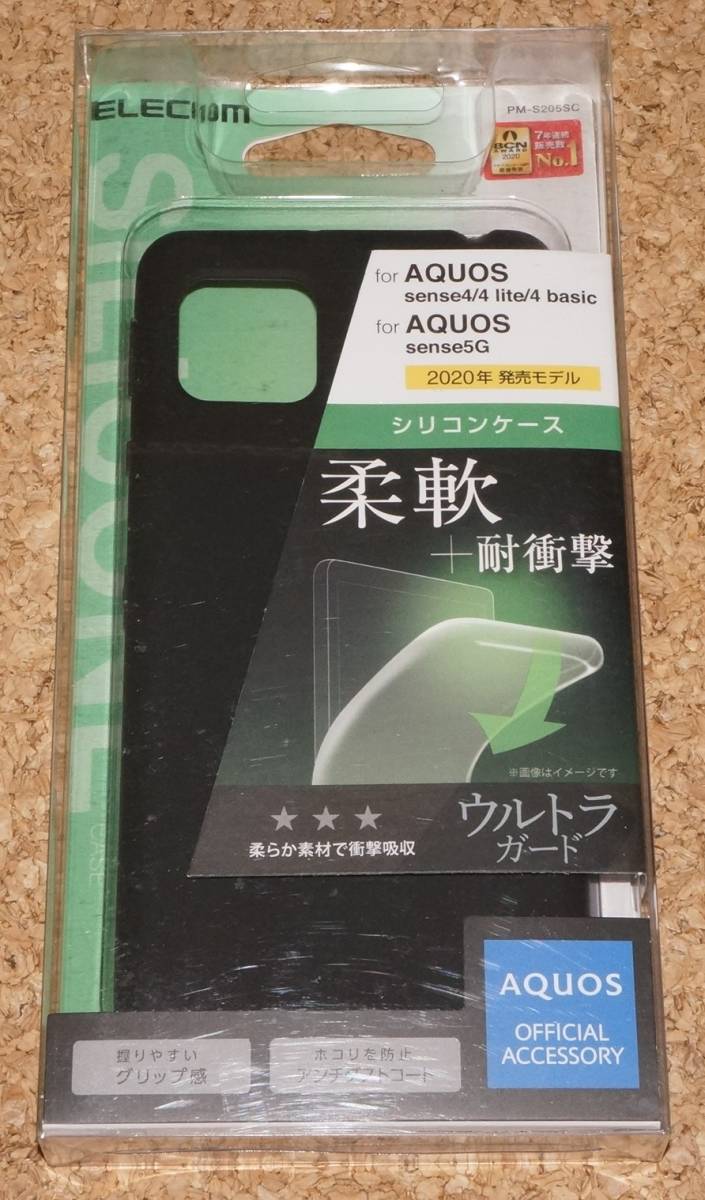 ELECOM
PM-S205SC
BCN
AWARD
2020
7年連続
販売数
No.1
SILICONE
CASE
for AQUOS
sense4/4 lite/4 basic
for AQUOS
sense5G
2020年 発売モデル
シリコンケース
柔軟
+耐衝撃
※画像はイメージです
★★★
柔らか素材で衝撃吸収
ウルトラ
ガード
AQUOS
OFFICIAL
ACCESSORY
握りやすい
グリップ感
ホコリを防止
アンチダストコート